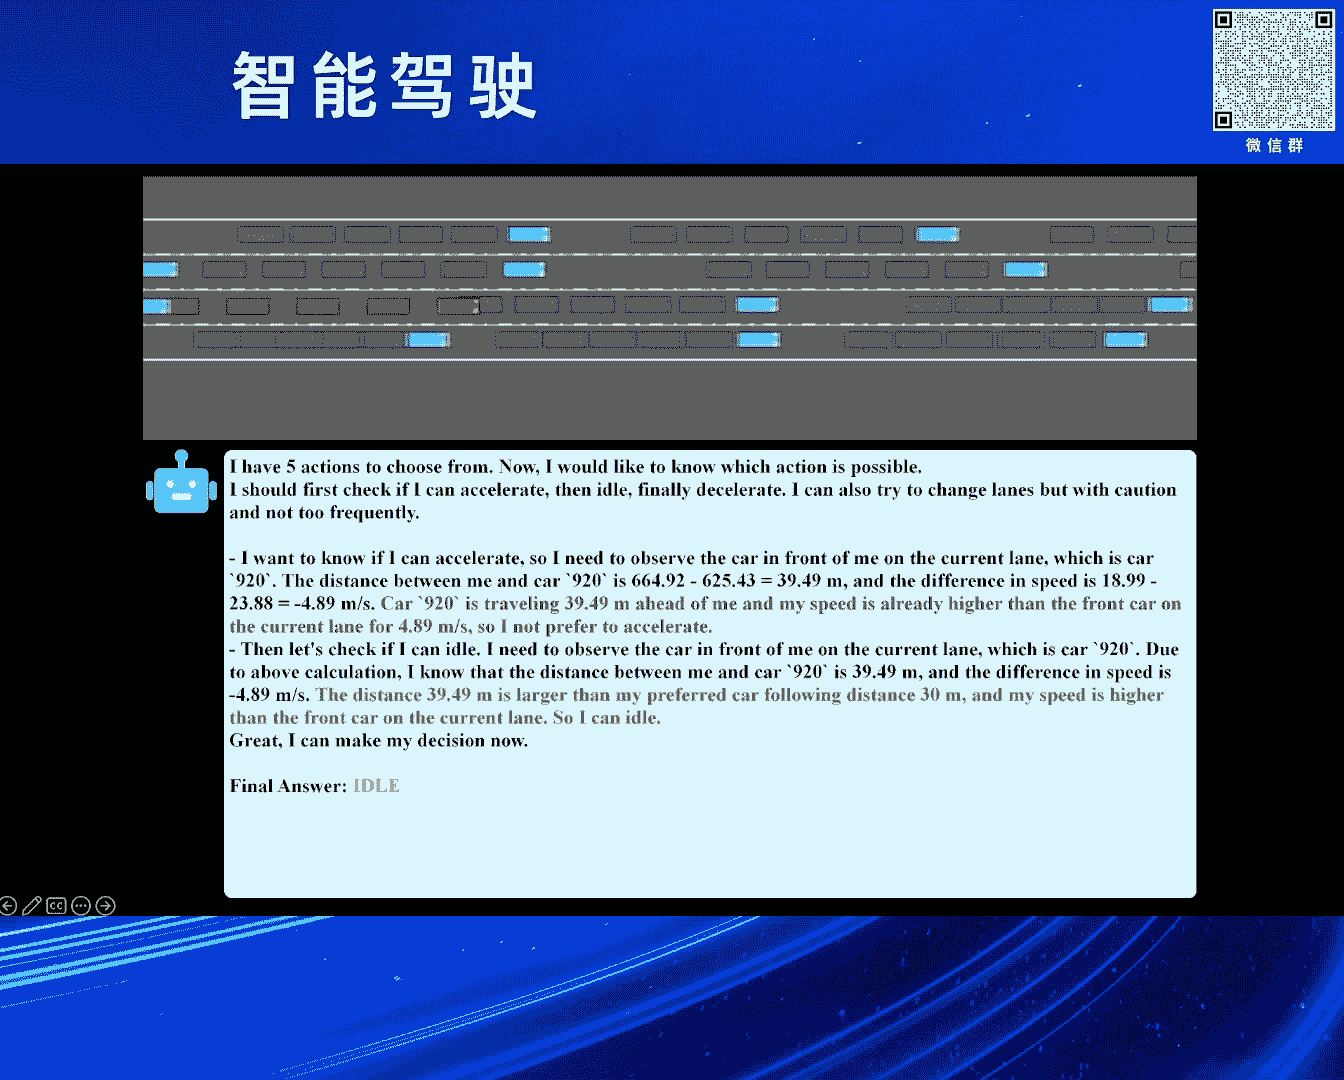 智能驾驶
微信群
I have 5 actions to choose from. Now, I would like to know which action is possible.
I should first check if I can accelerate, then idle, finally decelerate. I can also try to change lanes but with caution
and not too frequently.
- I want to know if I can accelerate, so I need to observe the car in front of me on the current lane, which is car
`920`. The distance between me and car `920` is 664.92 - 625.43 = 39.49 m, and the difference in speed is 18.99 -
23.88 = -4.89 m/s. Car `920` is traveling 39.49 m ahead of me and my speed is already higher than the front car on
the current lane for 4.89 m/s, so I not prefer to accelerate.
- Then let's check if I can idle. I need to observe the car in front of me on the current lane, which is car `920`. Due
to above calculation, I know that the distance between me and car `920` is 39.49 m, and the difference in speed is
-4.89 m/s. The distance 39.49 m is larger than my preferred car following distance 30 m, and my speed is higher
than the front car on the current lane. So I can idle.
Great, I can make my decision now.
Final Answer: IDLE
CC